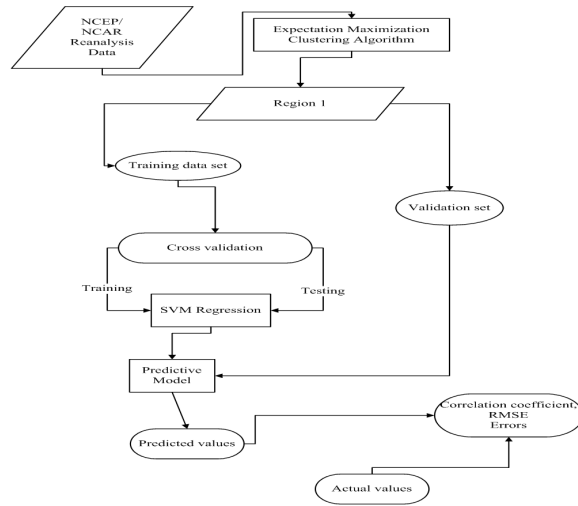 NCEP/
NCAR
Reanalysis
Data
Expectation Maximization
Clustering Algorithm
Region 1
Training data set
Validation set
Cross validation
Training
Testing
SVM Regression
Predictive
Model
Correlation coefficient,
RMSE
Errors
Predicted values
Actual values